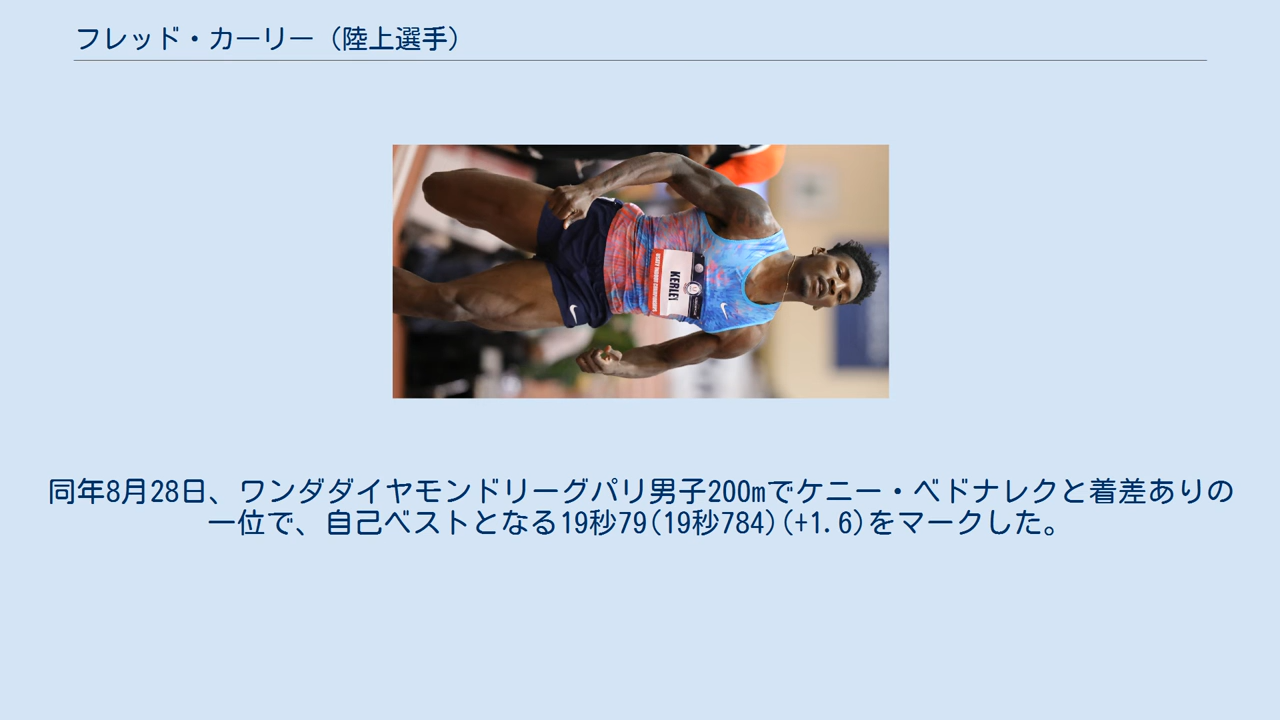 フレッド・カーリー（陸上選手）
KERLEY
同年8月28日、ワンダダイヤモンドリーグパリ男子200mでケニー・ベドナレクと着差ありの
一位で、自己ベストとなる19秒79(19秒784)(+1.6)をマークした。